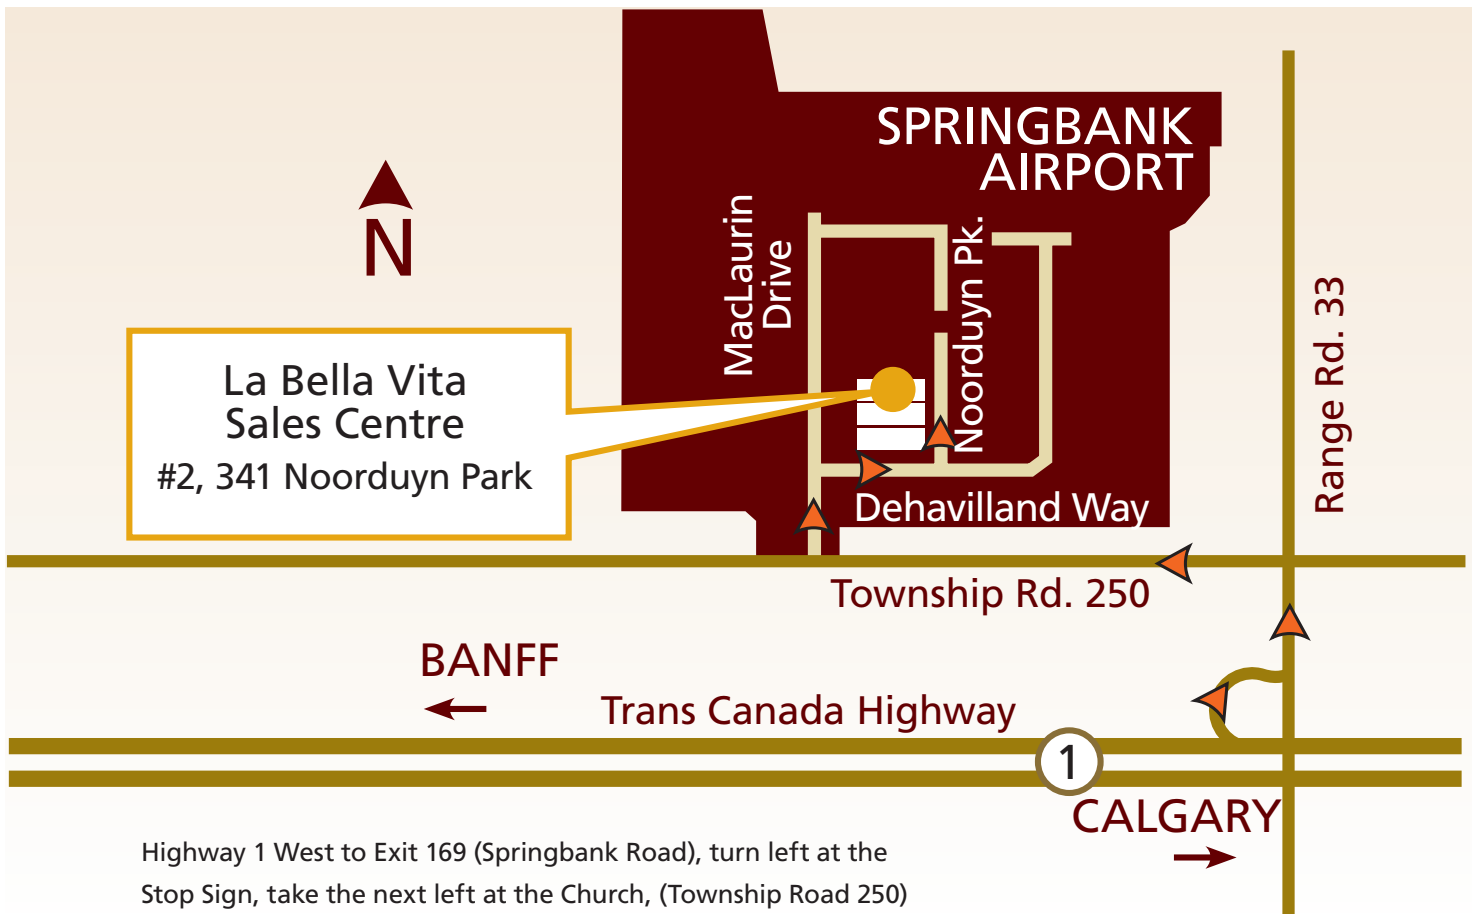 SPRINGBANK
AIRPORT
MacLaurin
Drive
Noorduyn Pk.
N
Range Rd. 33
La Bella Vita
Sales Centre
#2, 341 Noorduyn Park
Dehavilland Way
Township Rd. 250
BANFF
Trans Canada Highway
1
CALGARY
Highway 1 West to Exit 169 (Springbank Road), turn left at the
Stop Sign, take the next left at the Church, (Township Road 250)